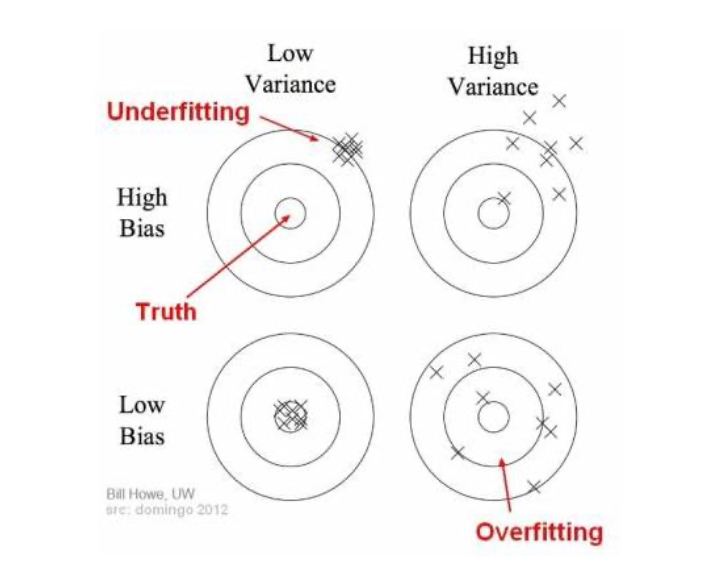 Low
Variance
High
Variance
Underfitting
High
Bias
Truth
Low
Bias
Bill Howe, UW
src: domingo 2012
Overfitting